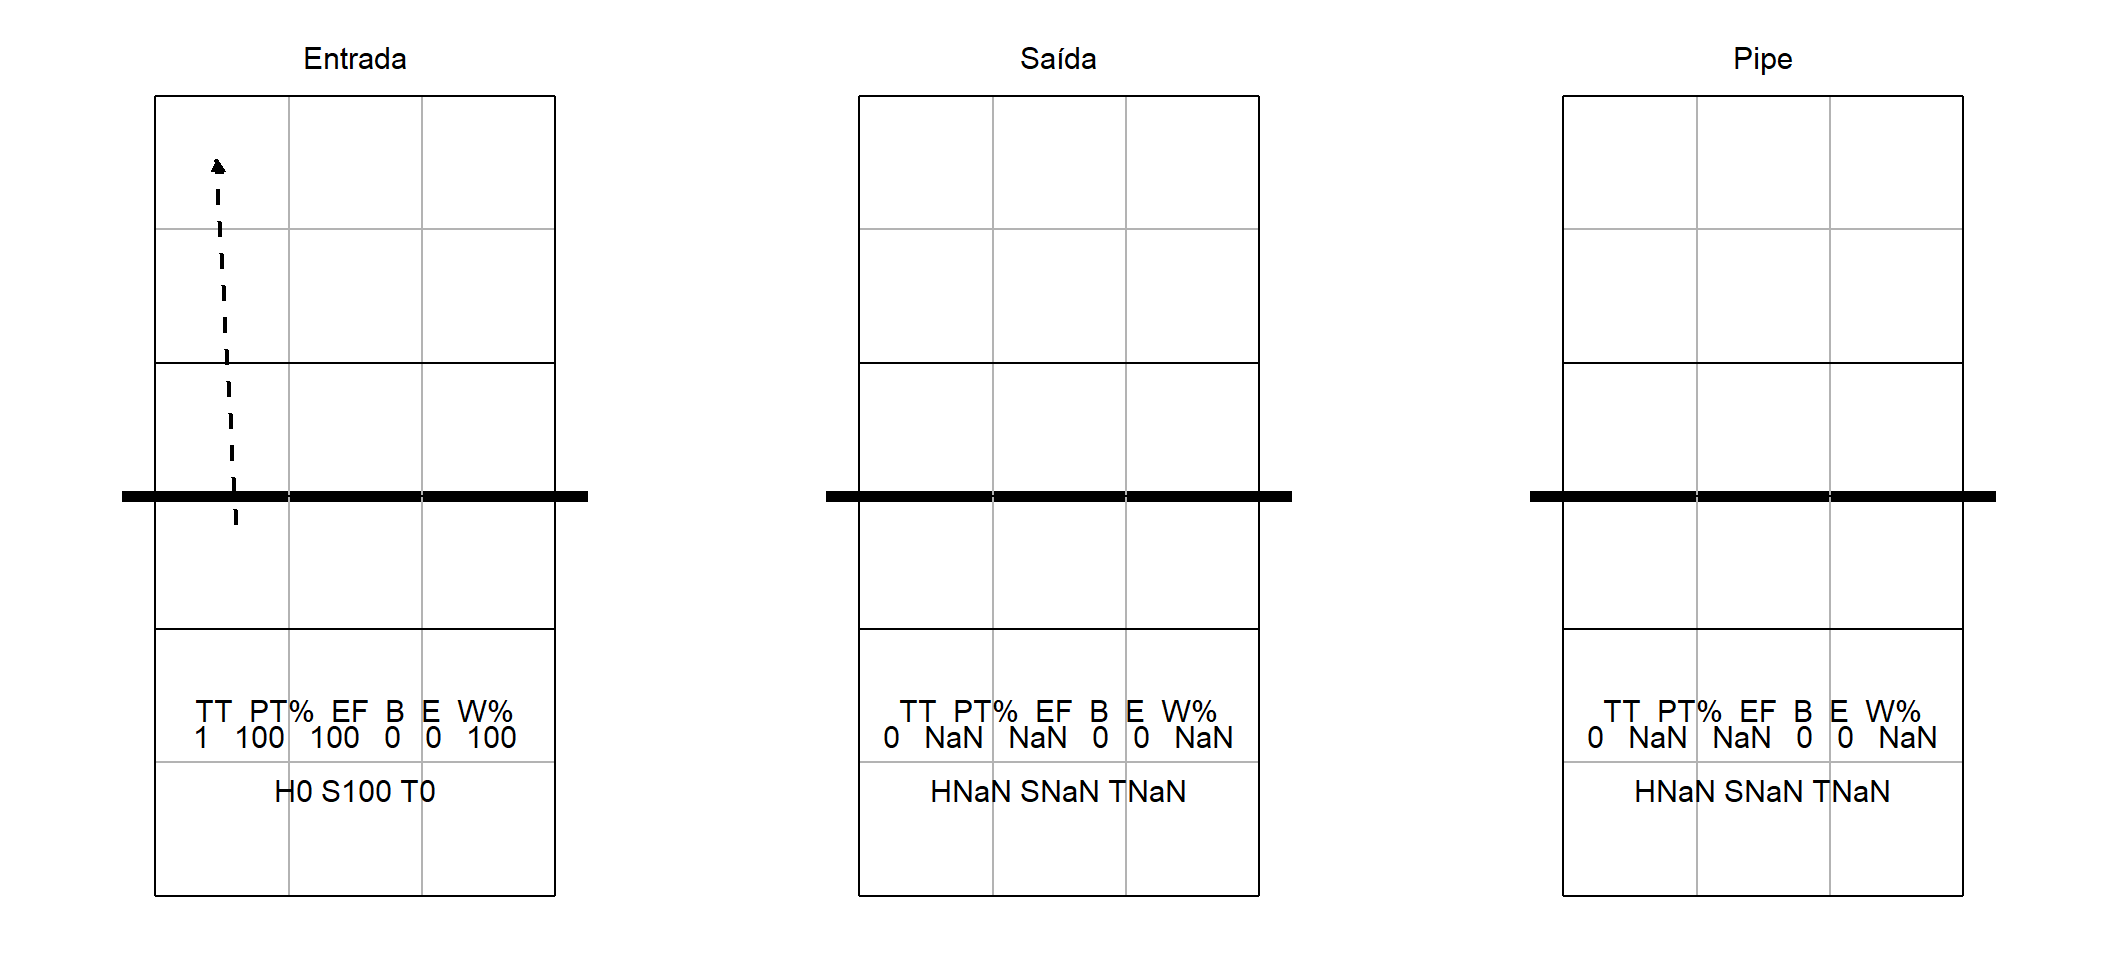 Entrada
TT PT% EF B E W%
1 100 100 0 0 100
H0 S100 T0
Saída
TT PT% EF B E W%
0 NaN NaN 0 0 NaN
HNaN SNaN TNaN
Pipe
TT PT% EF B E W%
0 NaN NaN 0 0 NaN
HNaN SNaN TNaN